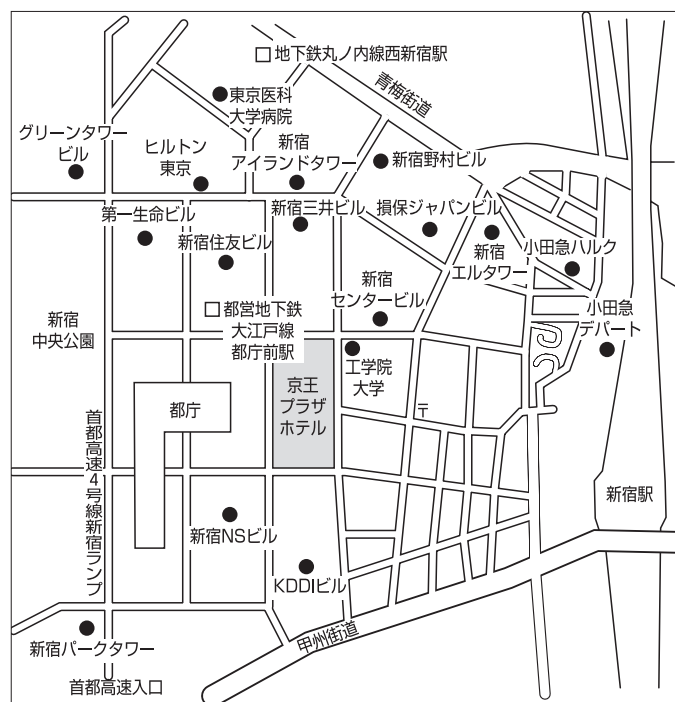 地下鉄丸ノ内線西新宿駅
青梅街道
東京医科
大学病院
グリーンタワー
ビル
ヒルトン
東京
新宿
アイランドタワー
新宿野村ビル
第一生命ビル
新宿三井ビル
損保ジャパンビル
新宿住友ビル
新宿
エルタワー
小田急ハルク
新宿
センタービル
小田急
デパート
都営地下鉄
大江戸線
都庁前駅
新宿
中央公園
工学院
大学
京王
プラザ
ホテル
〒
都庁
首都高速4号線新宿ランプ
新宿駅
新宿NSビル
KDDIビル
甲州街道
新宿パークタワー
首都高速入口